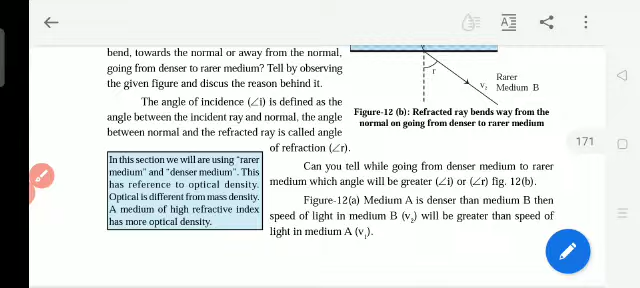 bend, towards the normal or away from the normal,
going from denser to rarer medium? Tell by observing
the given figure and discus the reason behind it.
The angle of incidence (∠i) is defined as the
angle between the incident ray and normal, the angle
between normal and the refracted ray is called angle
of refraction (∠r).
r
v₂
Rarer
Medium B
Figure-12 (b): Refracted ray bends way from the
normal on going from denser to rarer medium
171
In this section we will are using "rarer
medium" and "denser medium". This
has reference to optical density.
Optical is different from mass density.
A medium of high refractive index
has more optical density.
Can you tell while going from denser medium to rarer
medium which angle will be greater (∠i) or (∠r) fig. 12(b).
Figure-12(a) Medium A is denser than medium B then
speed of light in medium B (v₂) will be greater than speed of
light in medium A (v₁).